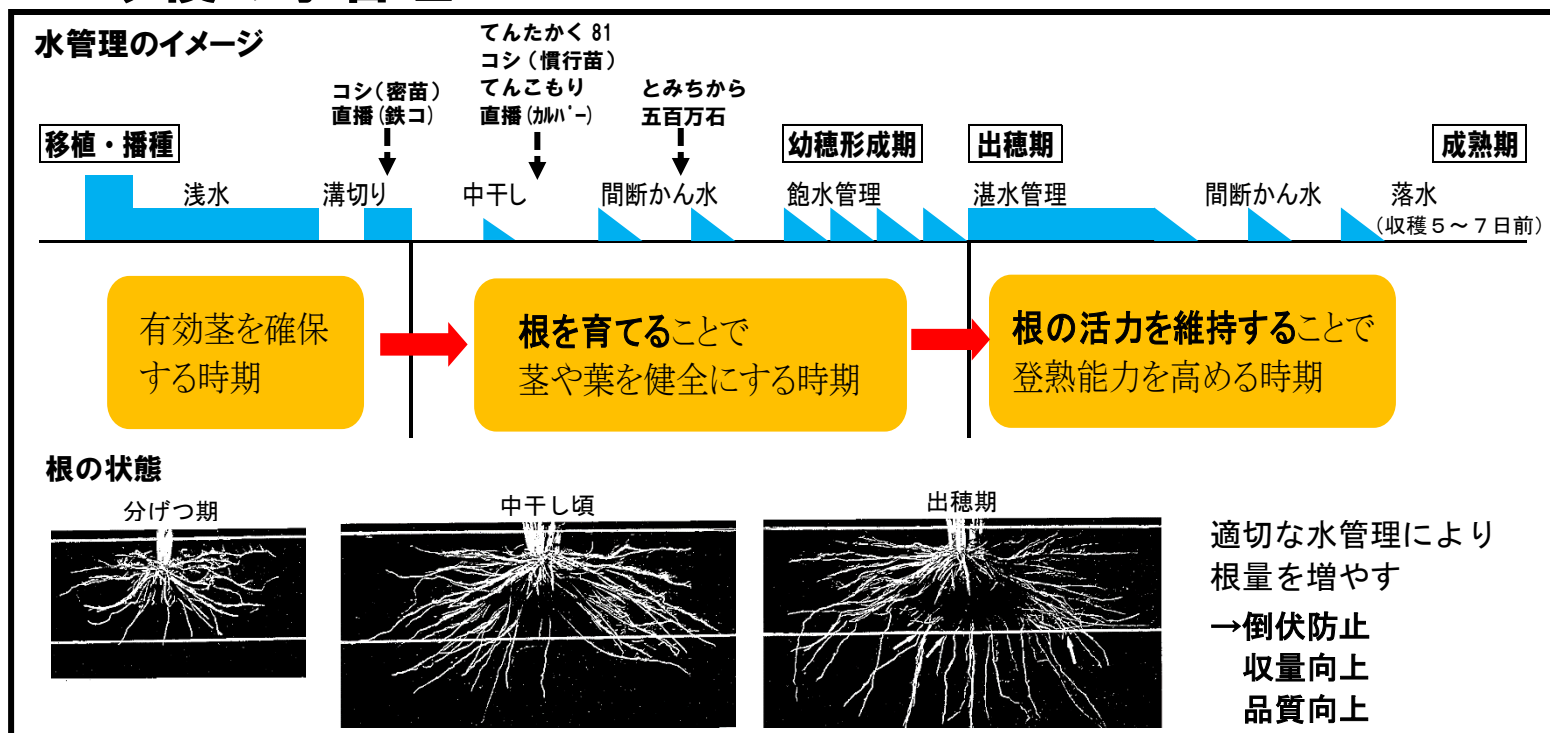 水管理のイメージ
てんたかく 81
コシ（慣行苗）
てんこもり
直播(ｶﾙﾊﾟｰ)
コシ(密苗)
直播(鉄コ)
とみちから
五百万石
移植・播種
幼穂形成期
出穂期
成熟期
浅水
溝切り
中干し
間断かん水
飽水管理
湛水管理
間断かん水
落水
(収穫５～７日前)
有効茎を確保
する時期
根を育てることで
茎や葉を健全にする時期
根の活力を維持することで
登熟能力を高める時期
根の状態
分げつ期
中干し頃
出穂期
適切な水管理により
根量を増やす
→倒伏防止
収量向上
品質向上